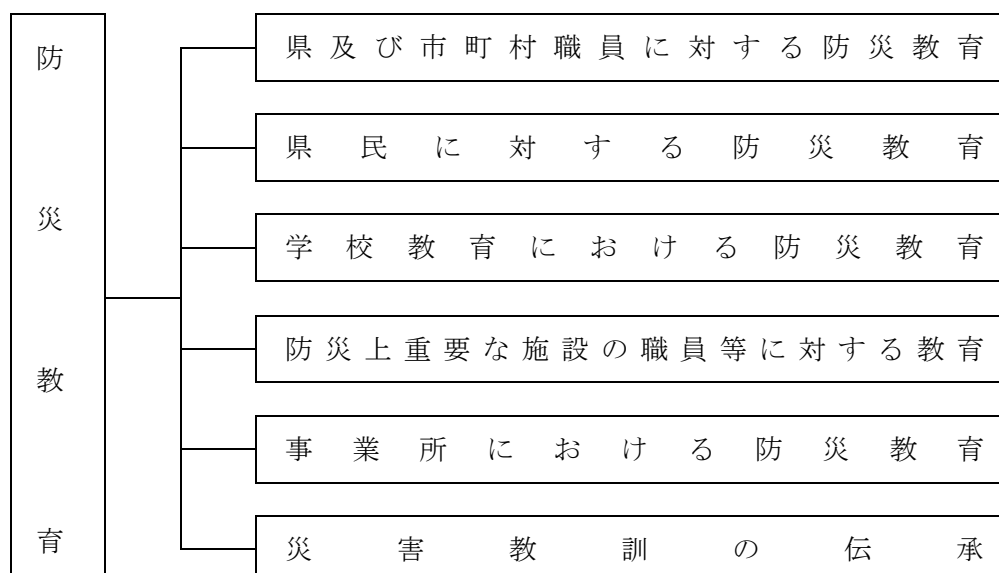 防災教育
県及び市町村職員に対する防災教育
県民に対する防災教育
学校教育における防災教育
防災上重要な施設の職員等に対する教育
事業所における防災教育
災害教訓の伝承